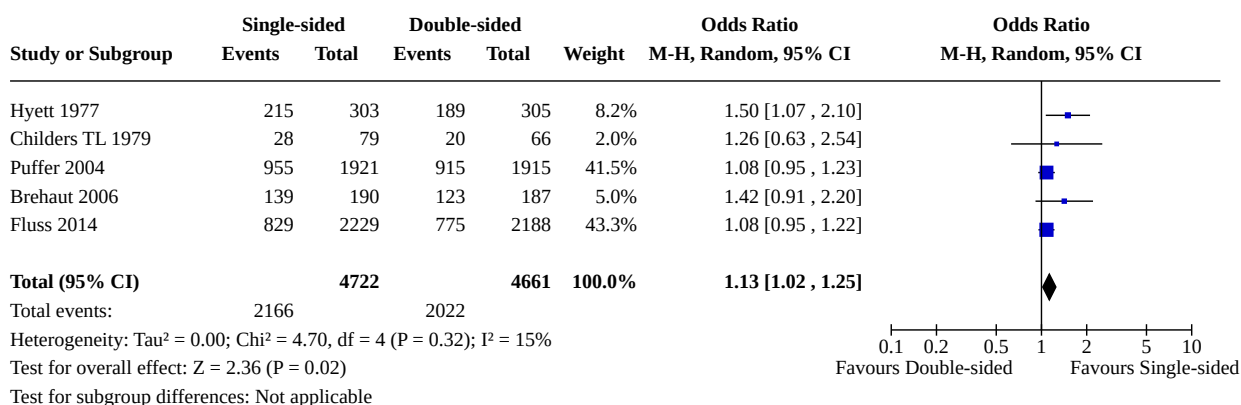 Single-sided Double-sided Odds Ratio Odds Ratio
Study or Subgroup Events Total Events Total Weight M-H, Random, 95% CI M-H, Random, 95% CI
Hyett 1977 215 303 189 305 8.2% 1.50 [1.07 , 2.10]
Childers TL 1979 28 79 20 66 2.0% 1.26 [0.63 , 2.54]
Puffer 2004 955 1921 915 1915 41.5% 1.08 [0.95 , 1.23]
Brehaut 2006 139 190 123 187 5.0% 1.42 [0.91 , 2.20]
Fluss 2014 829 2229 775 2188 43.3% 1.08 [0.95 , 1.22]
Total (95% CI) 4722 4661 100.0% 1.13 [1.02 , 1.25]
Total events: 2166 2022
Heterogeneity: Tau² = 0.00; Chi² = 4.70, df = 4 (P = 0.32); I² = 15%
0.1 0.2 0.5 1 2 5 10
Test for overall effect: Z = 2.36 (P = 0.02) Favours Double-sided Favours Single-sided
Test for subgroup differences: Not applicable